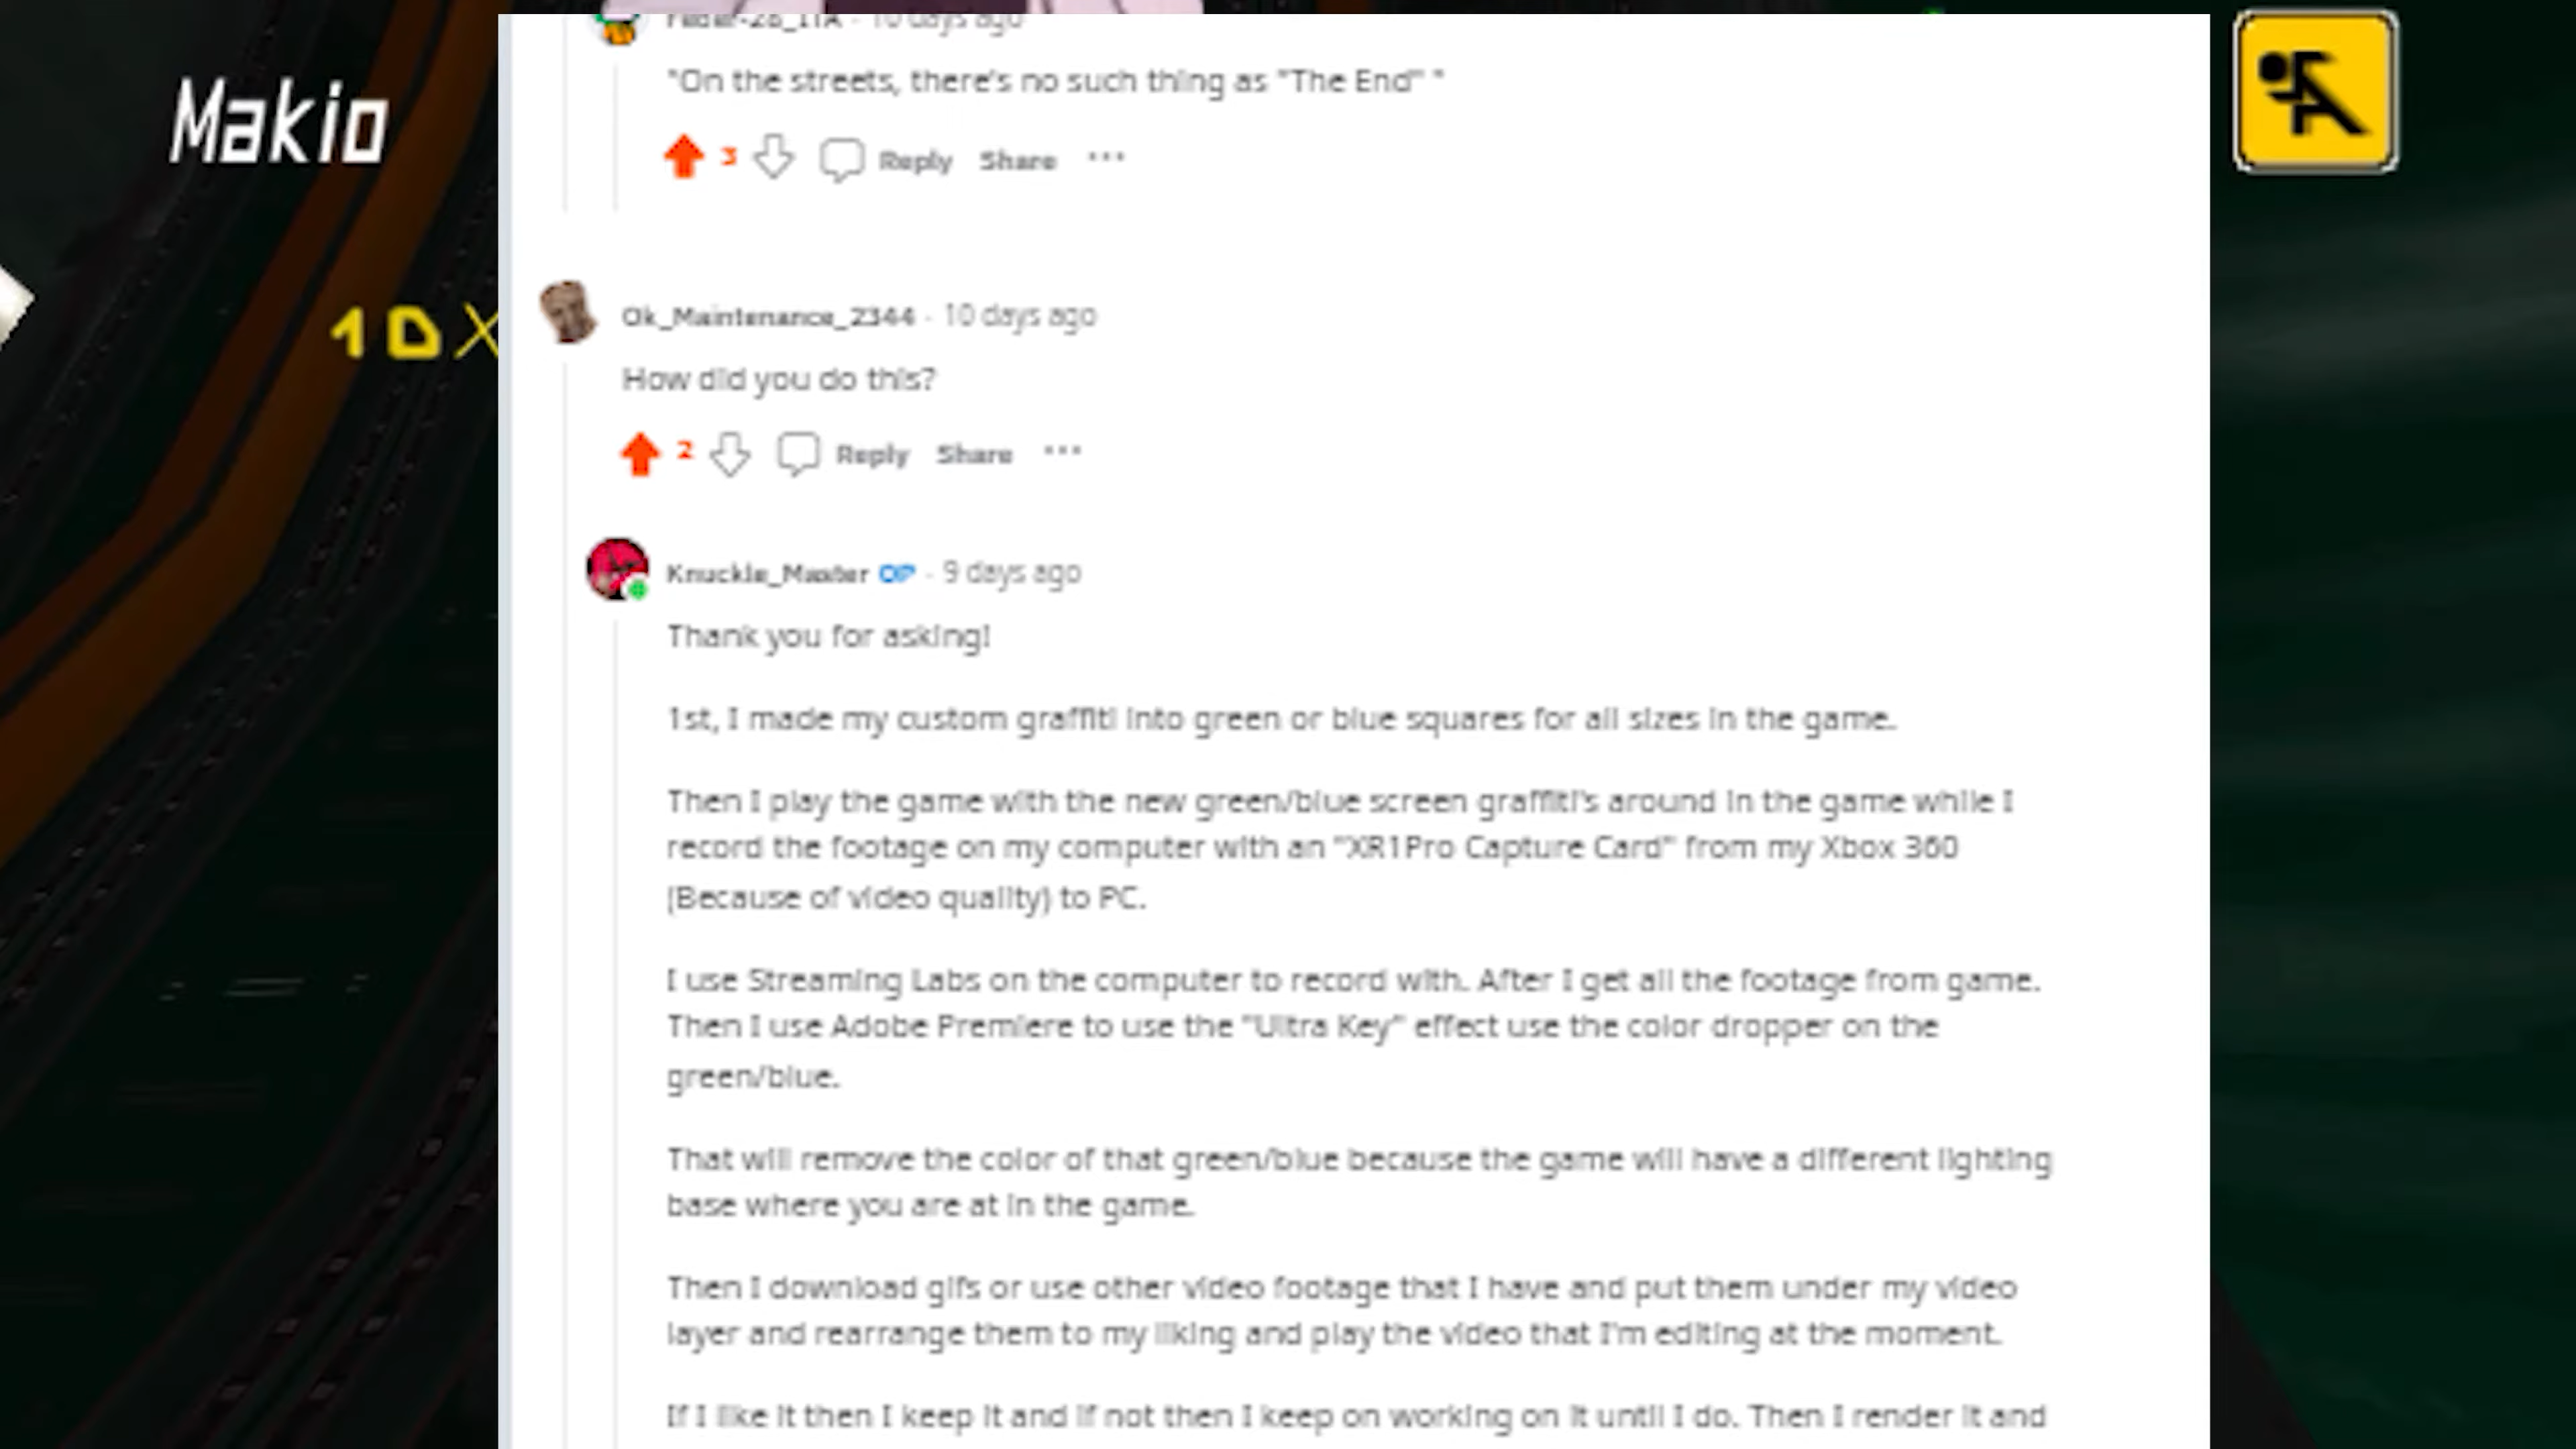 10 days ago
Makio
"On the streets, there's no such thing as "The End" "
3 Reply Share ...
10X
Ok_Maintenance_2344 · 10 days ago
How did you do this?
2 Reply Share ...
Knuckle_Master OP · 9 days ago
Thank you for asking!
1st, I made my custom graffiti into green or blue squares for all sizes in the game.
Then I play the game with the new green/blue screen graffiti's around in the game while I
record the footage on my computer with an "XR1Pro Capture Card" from my Xbox 360
(Because of video quality) to PC.
I use Streaming Labs on the computer to record with. After I get all the footage from game.
Then I use Adobe Premiere to use the "Ultra Key" effect use the color dropper on the
green/blue.
That will remove the color of that green/blue because the game will have a different lighting
base where you are at in the game.
Then I download gifs or use other video footage that I have and put them under my video
layer and rearrange them to my liking and play the video that I'm editing at the moment.
If I like it then I keep it and if not then I keep on working on it until I do. Then I render it and